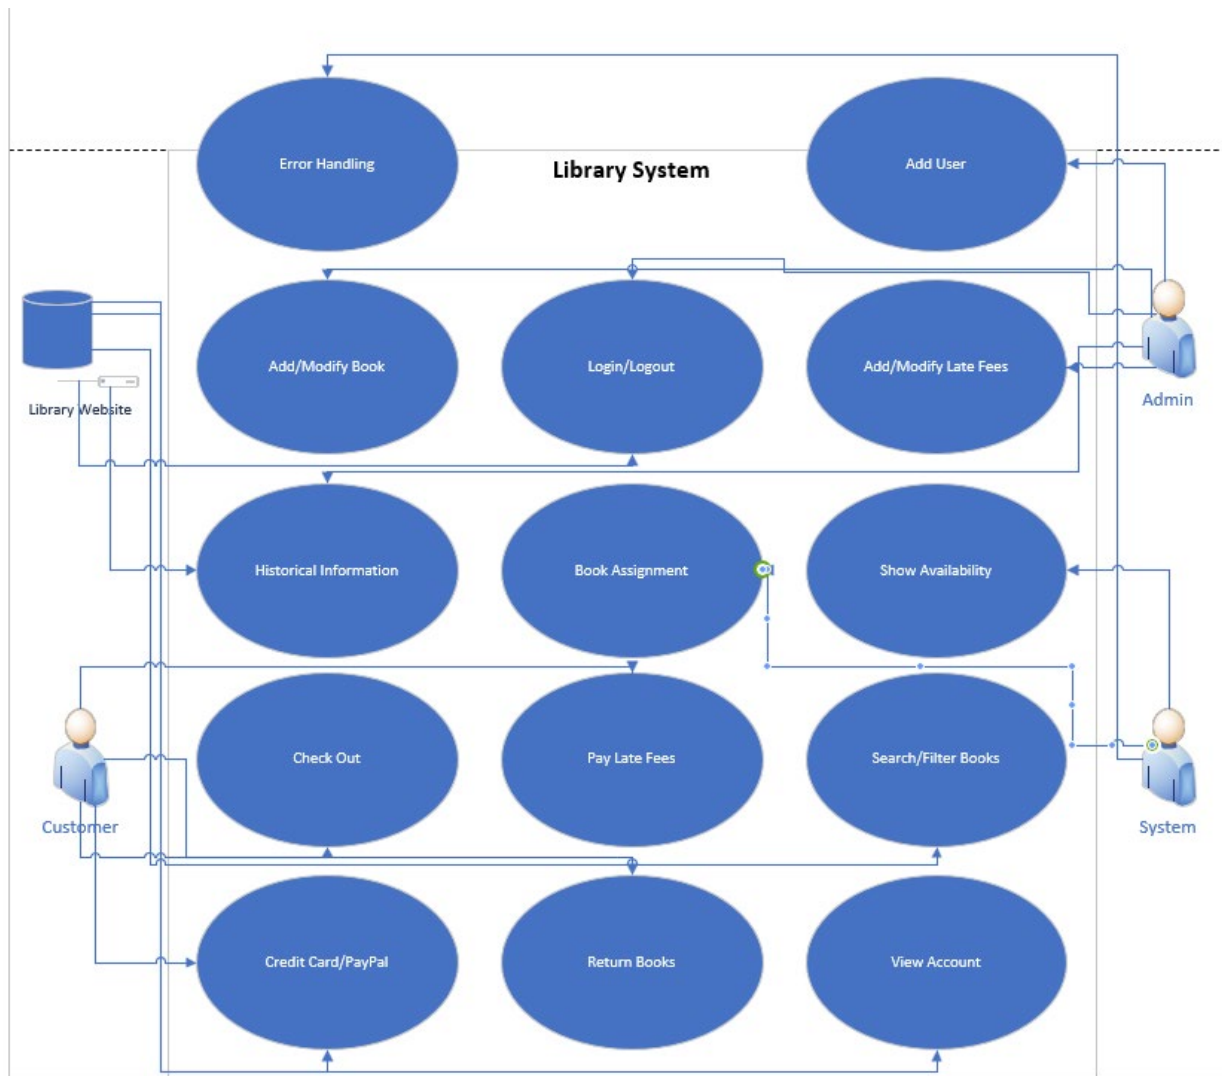 Error Handling
Library System
Add User
Add/Modify Book
Login/Logout
Add/Modify Late Fees
Library Website
Admin
Historical Information
Book Assignment
Show Availability
Check Out
Pay Late Fees
Search/Filter Books
Customer
System
Credit Card/PayPal
Return Books
View Account